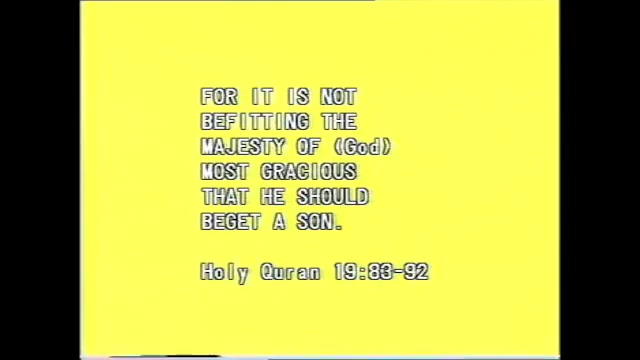 FOR IT IS NOT
BEFITTING THE
MAJESTY OF (God)
MOST GRACIOUS
THAT HE SHOULD
BEGET A SON.
Holy Quran 19:83-92